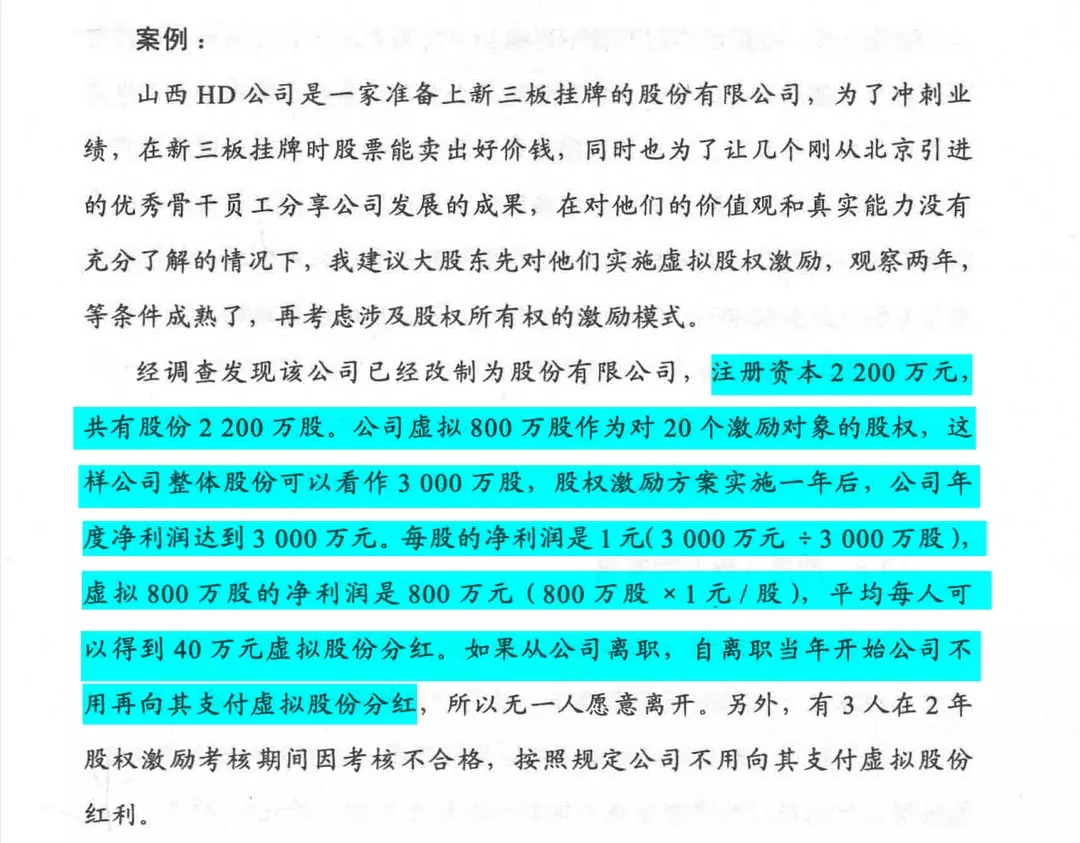 案例：
山西 HD 公司是一家准备上新三板挂牌的股份有限公司，为了冲刺业
绩，在新三板挂牌时股票能卖出好价钱，同时也为了让几个刚从北京引进
的优秀骨干员工分享公司发展的成果，在对他们的价值观和真实能力没有
充分了解的情况下，我建议大股东先对他们实施虚拟股权激励，观察两年，
等条件成熟了，再考虑涉及股权所有权的激励模式。
经调查发现该公司已经改制为股份有限公司，注册资本 2 200 万元，
共有股份 2 200 万股。公司虚拟 800 万股作为对 20 个激励对象的股权，这
样公司整体股份可以看作 3 000 万股，股权激励方案实施一年后，公司年
度净利润达到 3 000 万元。每股的净利润是 1 元（3 000 万元 ÷ 3 000 万股），
虚拟 800 万股的净利润是 800 万元（800 万股 × 1 元 / 股），平均每人可
以得到 40 万元虚拟股份分红。如果从公司离职，自离职当年开始公司不
用再向其支付虚拟股份分红，所以无一人愿意离开。另外，有 3 人在 2 年
股权激励考核期间因考核不合格，按照规定公司不用向其支付虚拟股份
红利。